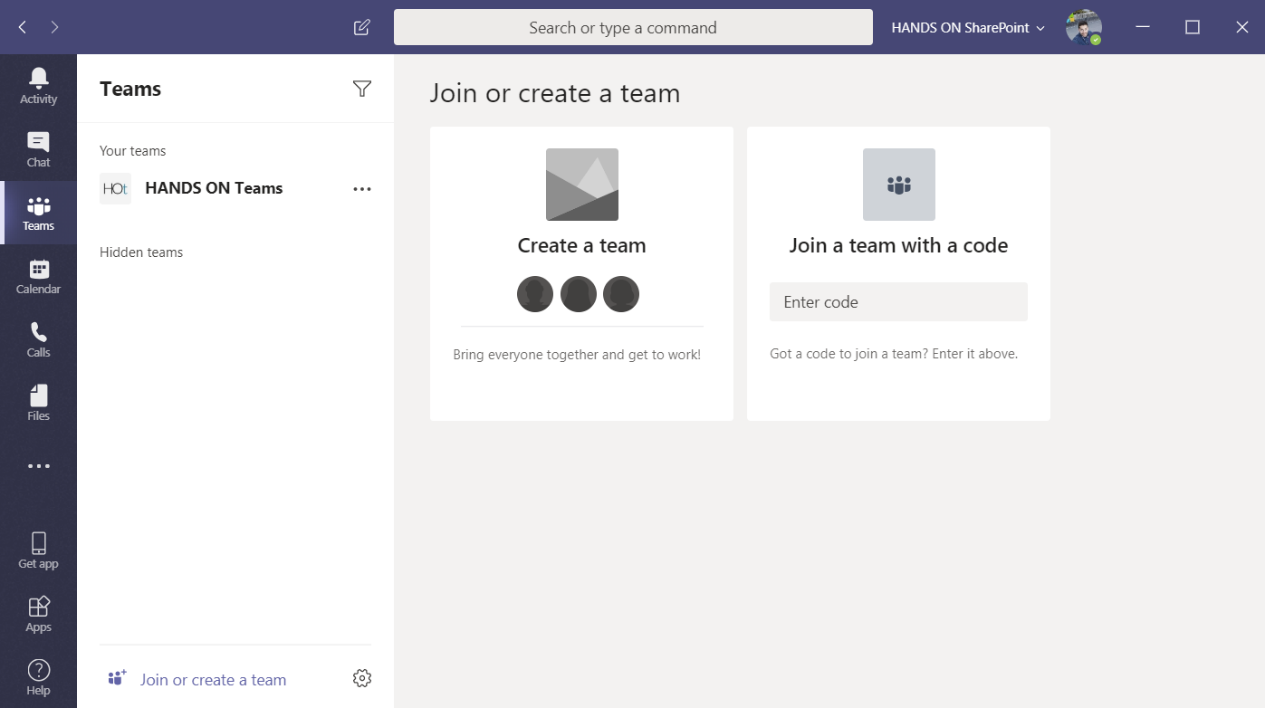 Search or type a command
HANDS ON SharePoint
Activity
Chat
Teams
Calendar
Calls
Files
Get app
Apps
Help
Teams
Your teams
HOt
HANDS ON Teams
Hidden teams
Join or create a team
Join or create a team
Create a team
Bring everyone together and get to work!
Join a team with a code
Enter code
Got a code to join a team? Enter it above.